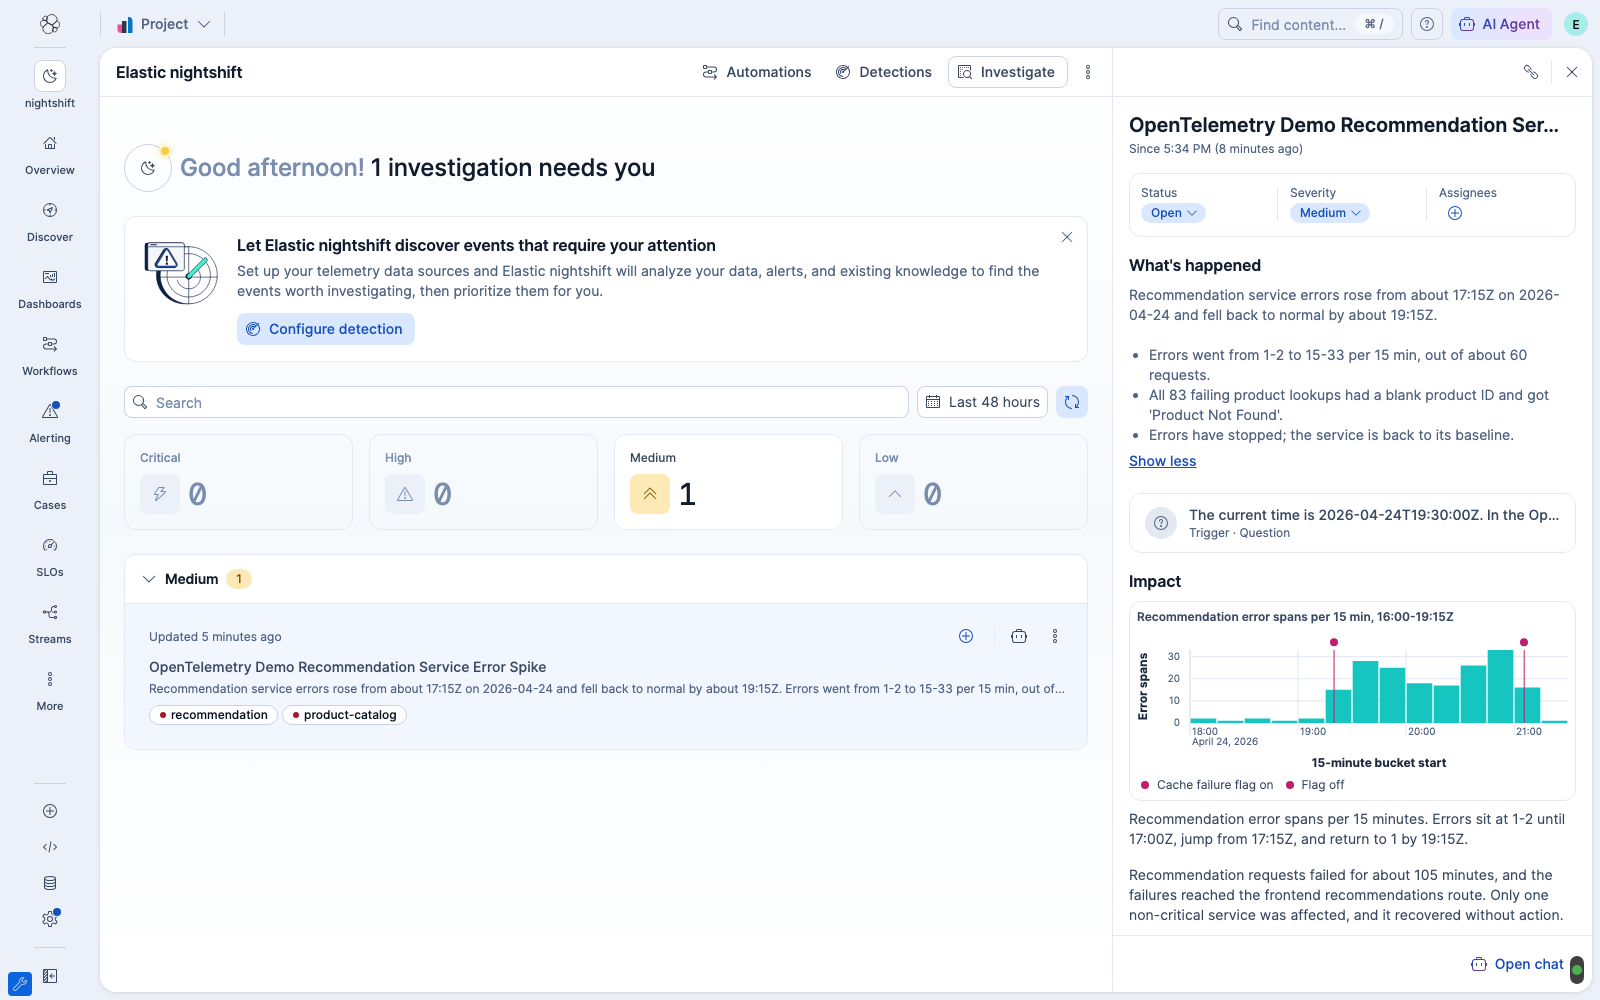 Project
Find content...
⌘ /
AI Agent
E
nightshift
Overview
Discover
Dashboards
Workflows
Alerting
Cases
SLOs
Streams
More
Elastic nightshift
Automations
Detections
Investigate
Good afternoon! 1 investigation needs you
Let Elastic nightshift discover events that require your attention
Set up your telemetry data sources and Elastic nightshift will analyze your data, alerts, and existing knowledge to find the
events worth investigating, then prioritize them for you.
Configure detection
Search
Last 48 hours
Critical
0
High
0
Medium
1
Low
0
Medium
1
Updated 5 minutes ago
OpenTelemetry Demo Recommendation Service Error Spike
Recommendation service errors rose from about 17:15Z on 2026-04-24 and fell back to normal by about 19:15Z. Errors went from 1-2 to 15-33 per 15 min, out of...
recommendation
product-catalog
OpenTelemetry Demo Recommendation Ser...
Since 5:34 PM (8 minutes ago)
Status
Open
Severity
Medium
Assignees
What's happened
Recommendation service errors rose from about 17:15Z on 2026-
04-24 and fell back to normal by about 19:15Z.
• Errors went from 1-2 to 15-33 per 15 min, out of about 60
requests.
• All 83 failing product lookups had a blank product ID and got
'Product Not Found'.
• Errors have stopped; the service is back to its baseline.
Show less
The current time is 2026-04-24T19:30:00Z. In the Op...
Trigger · Question
Impact
Recommendation error spans per 15 min, 16:00-19:15Z
Error spans
30
20
10
0
18:00
April 24, 2026
19:00
20:00
21:00
15-minute bucket start
Cache failure flag on
Flag off
Recommendation error spans per 15 minutes. Errors sit at 1-2 until
17:00Z, jump from 17:15Z, and return to 1 by 19:15Z.
Recommendation requests failed for about 105 minutes, and the
failures reached the frontend recommendations route. Only one
non-critical service was affected, and it recovered without action.
Open chat